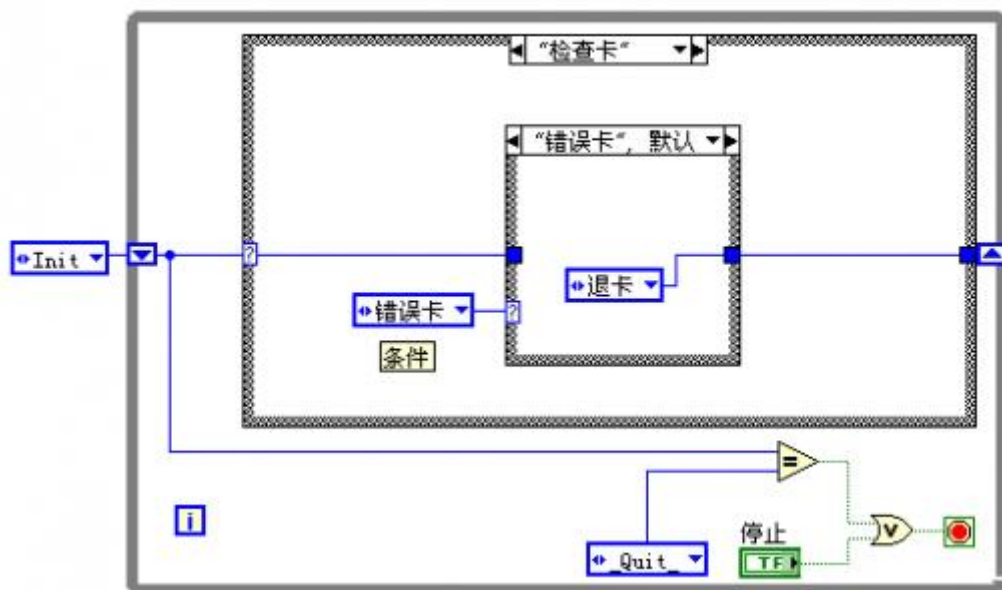 "检查卡"
"错误卡", 默认
Init
退卡
错误卡
条件
=
i
V
停止
_Quit_
TF